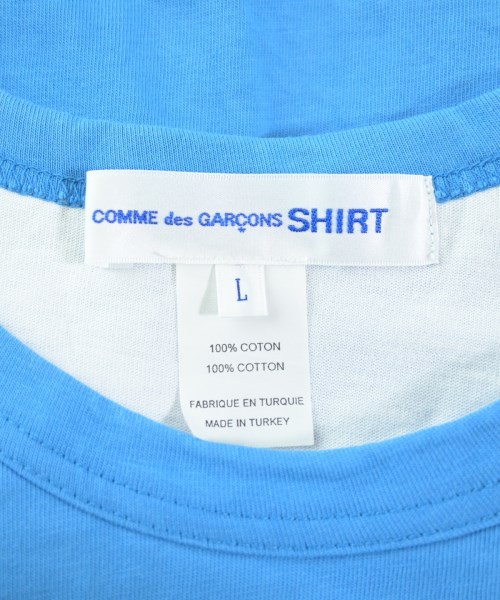 COMME des GARÇONS SHIRT
L
100% COTON
100% COTTON
FABRIQUE EN TURQUIE
MADE IN TURKEY